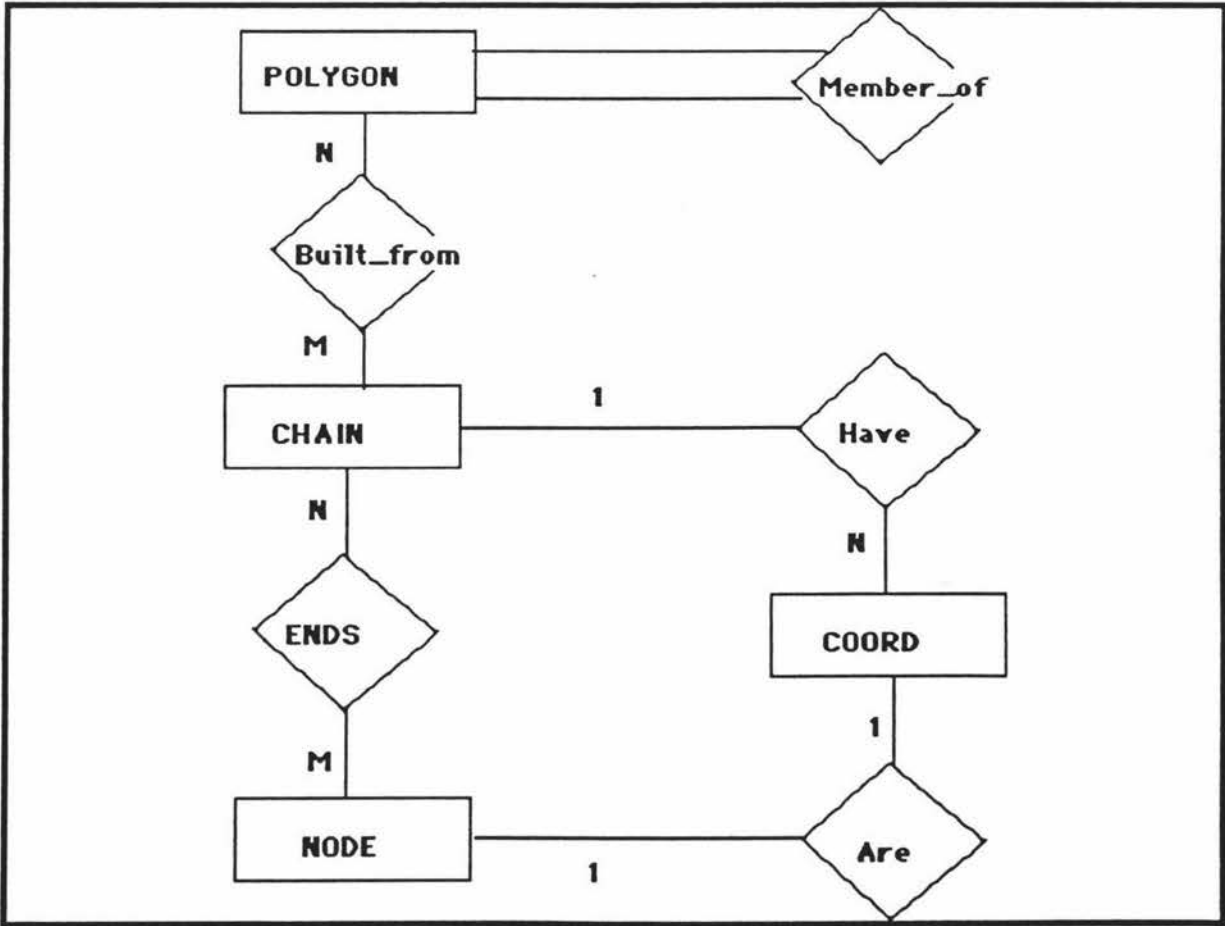 POLYGON
Member_of
N
Built_from
M
CHAIN
1
Have
N
N
ENDS
COORD
1
M
NODE
1
Are